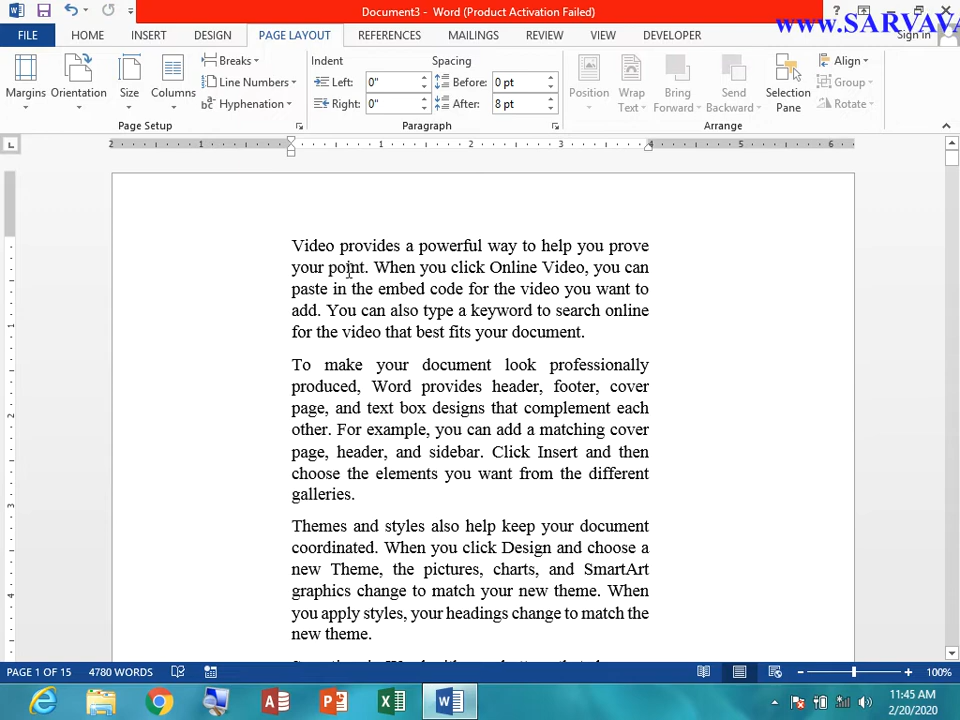 Document3 - Word (Product Activation Failed)
www.SARVAVA
FILE HOME INSERT DESIGN PAGE LAYOUT REFERENCES MAILINGS REVIEW VIEW DEVELOPER Sign in
Margins Orientation Size Columns
Breaks
Line Numbers
Hyphenation
Page Setup
Indent Spacing
Left: 0" Before: 0 pt
Right: 0" After: 8 pt
Paragraph
Position Wrap Text Bring Forward Send Backward Selection Pane
Align
Group
Rotate
Arrange
2 1 1 2 3 4 5 6
Video provides a powerful way to help you prove
your point. When you click Online Video, you can
paste in the embed code for the video you want to
add. You can also type a keyword to search online
for the video that best fits your document.
To make your document look professionally
produced, Word provides header, footer, cover
page, and text box designs that complement each
other. For example, you can add a matching cover
page, header, and sidebar. Click Insert and then
choose the elements you want from the different
galleries.
Themes and styles also help keep your document
coordinated. When you click Design and choose a
new Theme, the pictures, charts, and SmartArt
graphics change to match your new theme. When
you apply styles, your headings change to match the
new theme.
PAGE 1 OF 15 4780 WORDS 100%
11:45 AM
2/20/2020